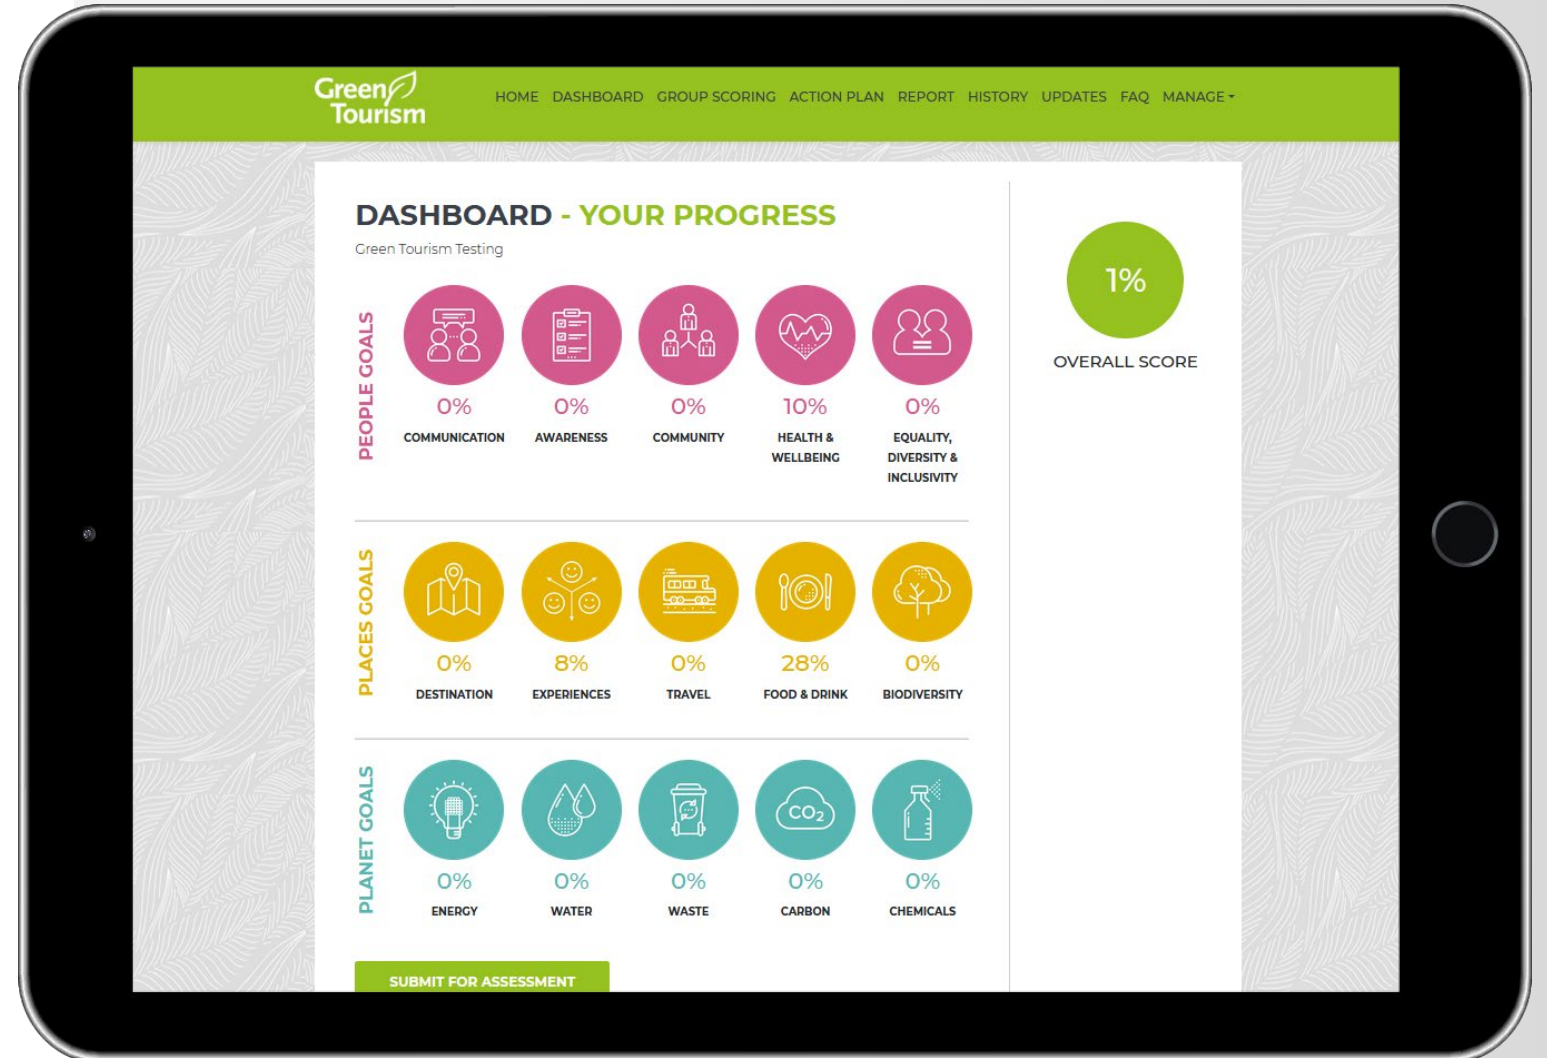 Green
Tourism
HOME DASHBOARD GROUP SCORING ACTION PLAN REPORT HISTORY UPDATES FAQ MANAGE
DASHBOARD - YOUR PROGRESS
Green Tourism Testing
1%
OVERALL SCORE
PEOPLE GOALS
0% 0% 0% 10% 0%
COMMUNICATION AWARENESS COMMUNITY HEALTH & EQUALITY,
WELLBEING DIVERSITY &
INCLUSIVITY
PLACES GOALS
0% 8% 0% 28% 0%
DESTINATION EXPERIENCES TRAVEL FOOD & DRINK BIODIVERSITY
PLANET GOALS
CO₂
0% 0% 0% 0% 0%
ENERGY WATER WASTE CARBON CHEMICALS
SUBMIT FOR ASSESSMENT